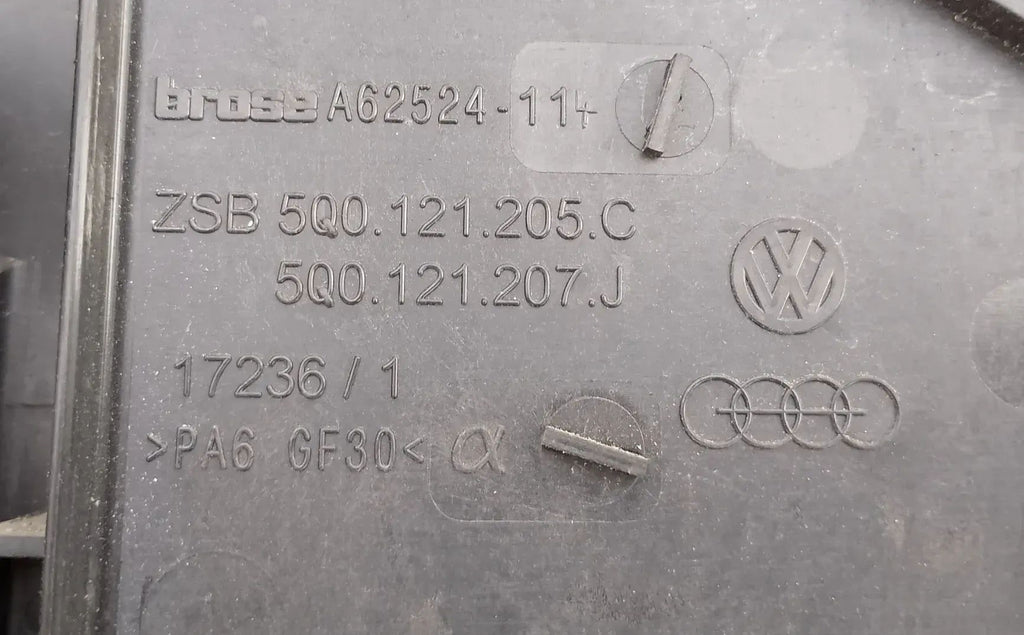 brose A62524-114
ZSB 5Q0.121.205.C
5Q0.121.207.J
17236 / 1
>PA6 GF30< α